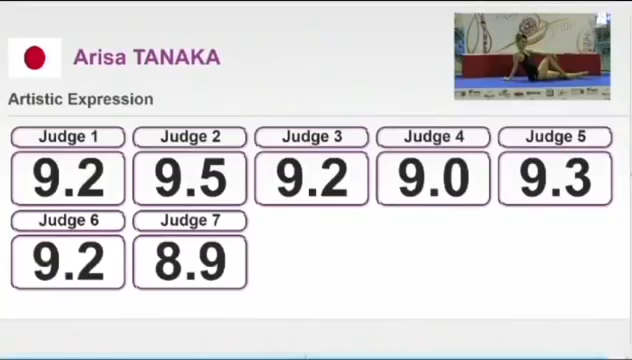 Arisa TANAKA
Artistic Expression
Judge 1 Judge 2 Judge 3 Judge 4 Judge 5
9.2 9.5 9.2 9.0 9.3
Judge 6 Judge 7
9.2 8.9